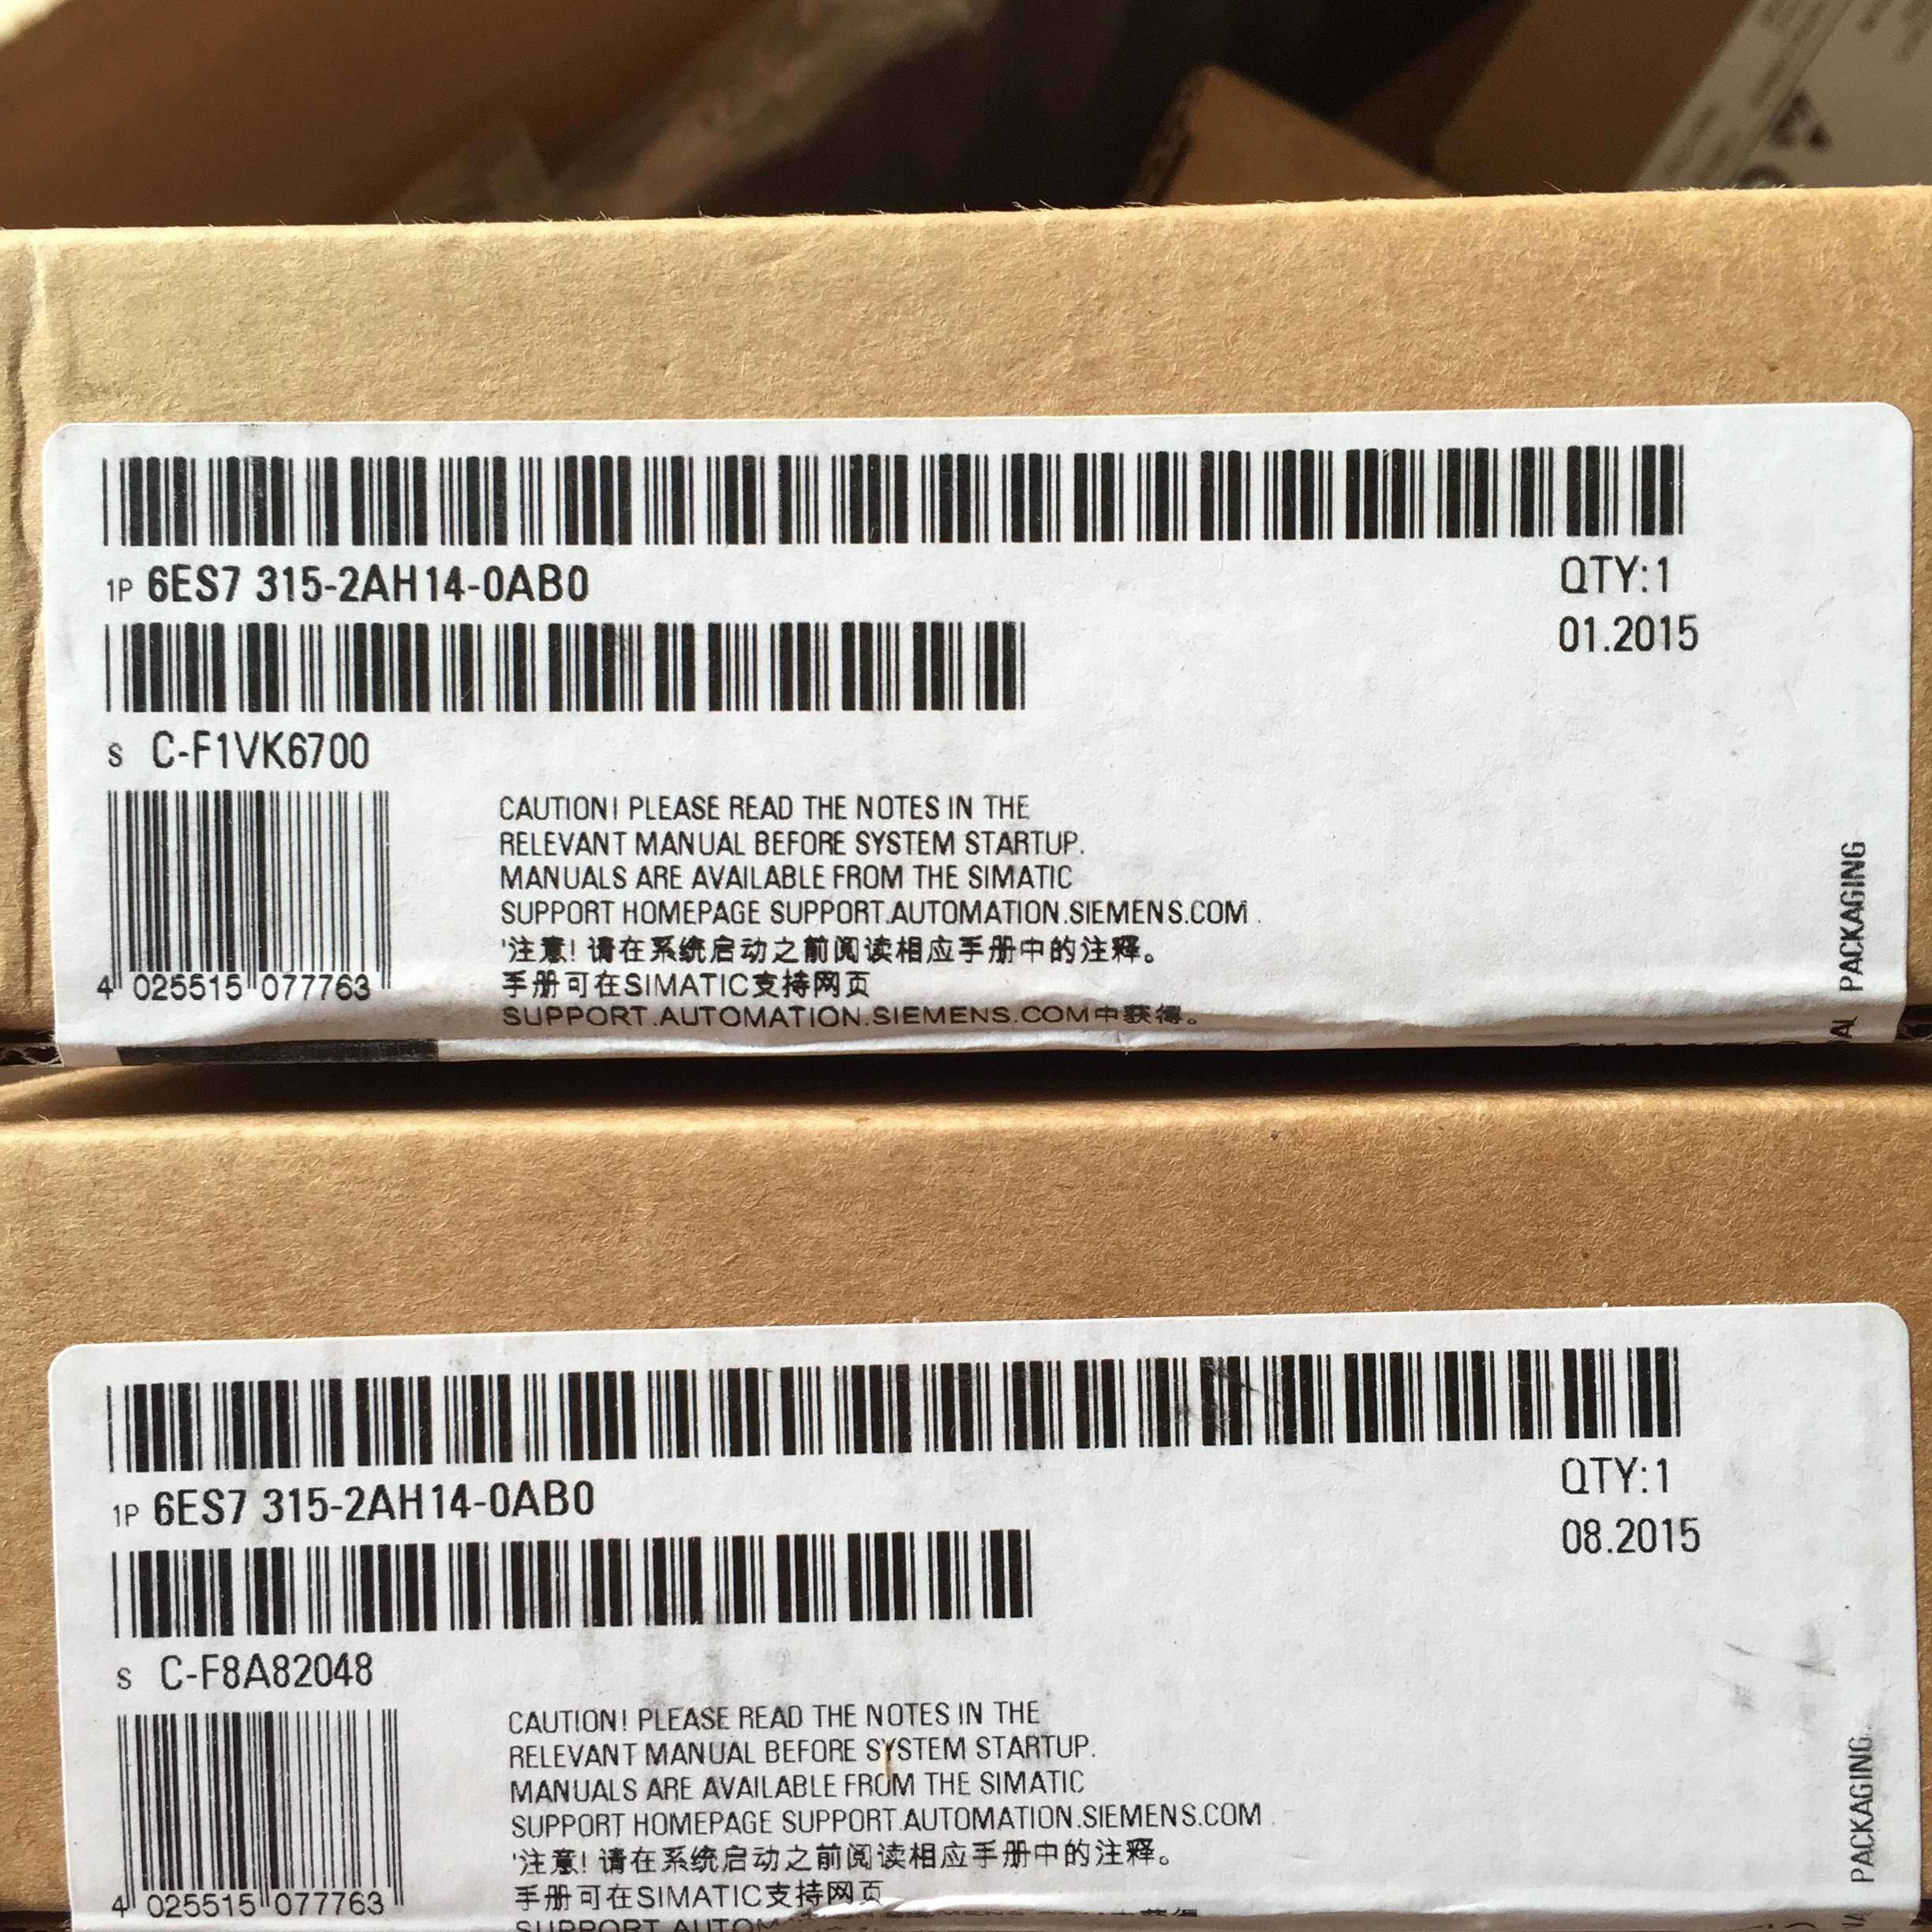 1P 6ES7 315-2AH14-0AB0
QTY:1
01.2015
S C-F1VK6700
CAUTION! PLEASE READ THE NOTES IN THE
RELEVANT MANUAL BEFORE SYSTEM STARTUP.
MANUALS ARE AVAILABLE FROM THE SIMATIC
SUPPORT HOMEPAGE SUPPORT.AUTOMATION.SIEMENS.COM .
'注意! 请在系统启动之前阅读相应手册中的注释。
手册可在SIMATIC支持网页
SUPPORT.AUTOMATION.SIEMENS.COM中获得。
4 025515 077763
PACKAGING
1P 6ES7 315-2AH14-0AB0
QTY:1
08.2015
S C-F8A82048
CAUTION! PLEASE READ THE NOTES IN THE
RELEVANT MANUAL BEFORE SYSTEM STARTUP.
MANUALS ARE AVAILABLE FROM THE SIMATIC
SUPPORT HOMEPAGE SUPPORT.AUTOMATION.SIEMENS.COM .
'注意! 请在系统启动之前阅读相应手册中的注释。
手册可在SIMATIC支持网页
4 025515 077763
PACKAGING